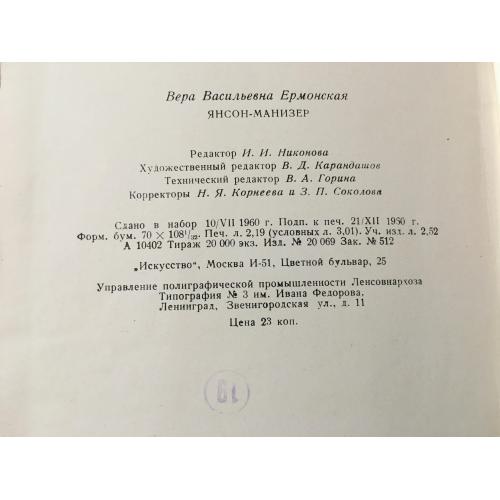 Вера Васильевна Ермонская
ЯНСОН-МАНИЗЕР
Редактор И. И. Никонова
Художественный редактор В. Д. Карандашов
Технический редактор В. А. Горина
Корректоры Н. Я. Корнеева и З. П. Соколова
Сдано в набор 10/VII 1960 г. Подп. к печ. 21/XII 1960 г.
Форм. бум. 70 × 108¹/₃₂. Печ. л. 2,19 (условных л. 3,01). Уч. изд. л. 2,52
А 10402 Тираж 20 000 экз. Изд. № 20 069 Зак. № 512
„Искусство“, Москва И-51, Цветной бульвар, 25
Управление полиграфической промышленности Ленсовнархоза
Типография № 3 им. Ивана Федорова.
Ленинград, Звенигородская ул., д. 11
Цена 23 коп.
19